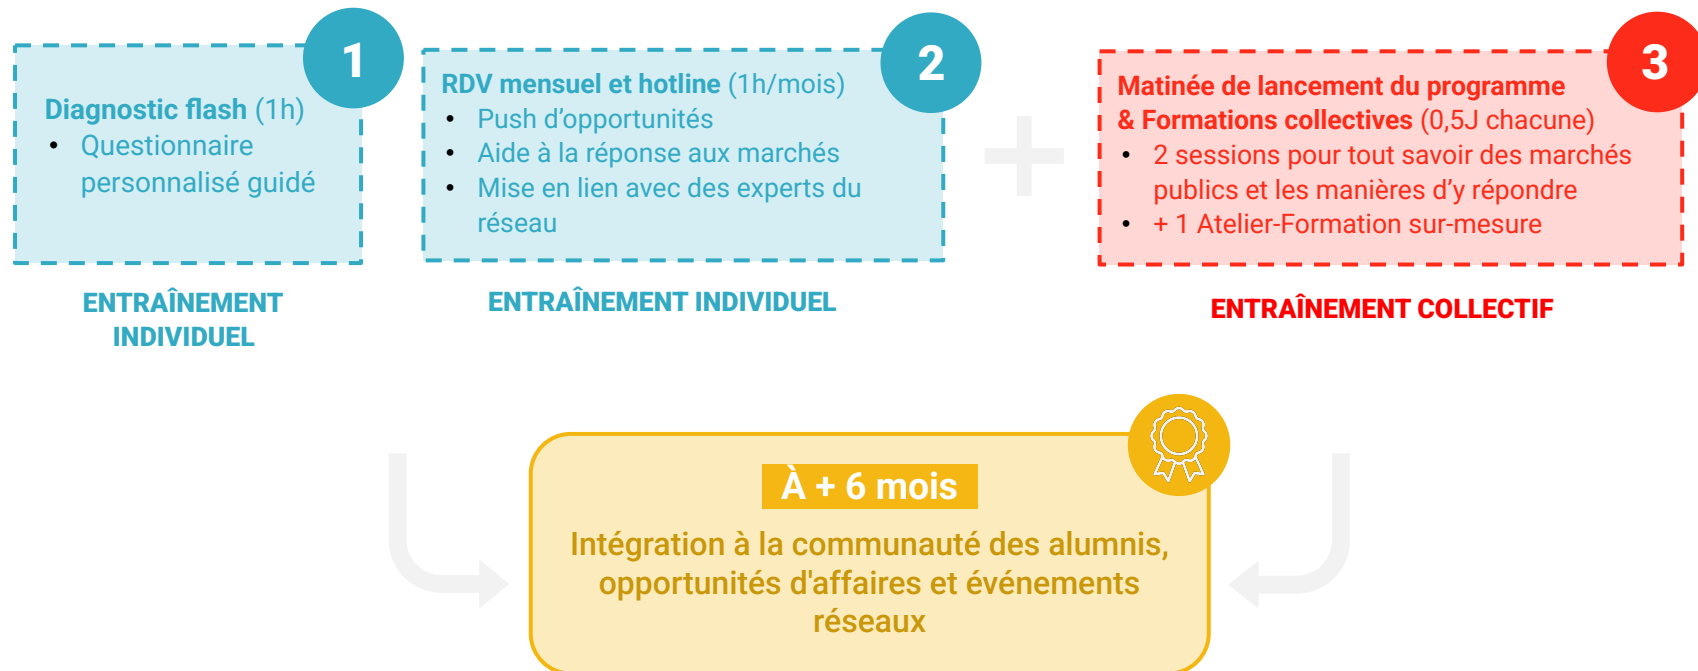 1
Diagnostic flash (1h)
• Questionnaire
personnalisé guidé
ENTRAÎNEMENT
INDIVIDUEL
2
RDV mensuel et hotline (1h/mois)
• Push d'opportunités
• Aide à la réponse aux marchés
• Mise en lien avec des experts du
réseau
ENTRAÎNEMENT INDIVIDUEL
+
3
Matinée de lancement du programme
& Formations collectives (0,5J chacune)
• 2 sessions pour tout savoir des marchés
publics et les manières d'y répondre
• + 1 Atelier-Formation sur-mesure
ENTRAÎNEMENT COLLECTIF
À + 6 mois
Intégration à la communauté des alumnis,
opportunités d'affaires et événements
réseaux